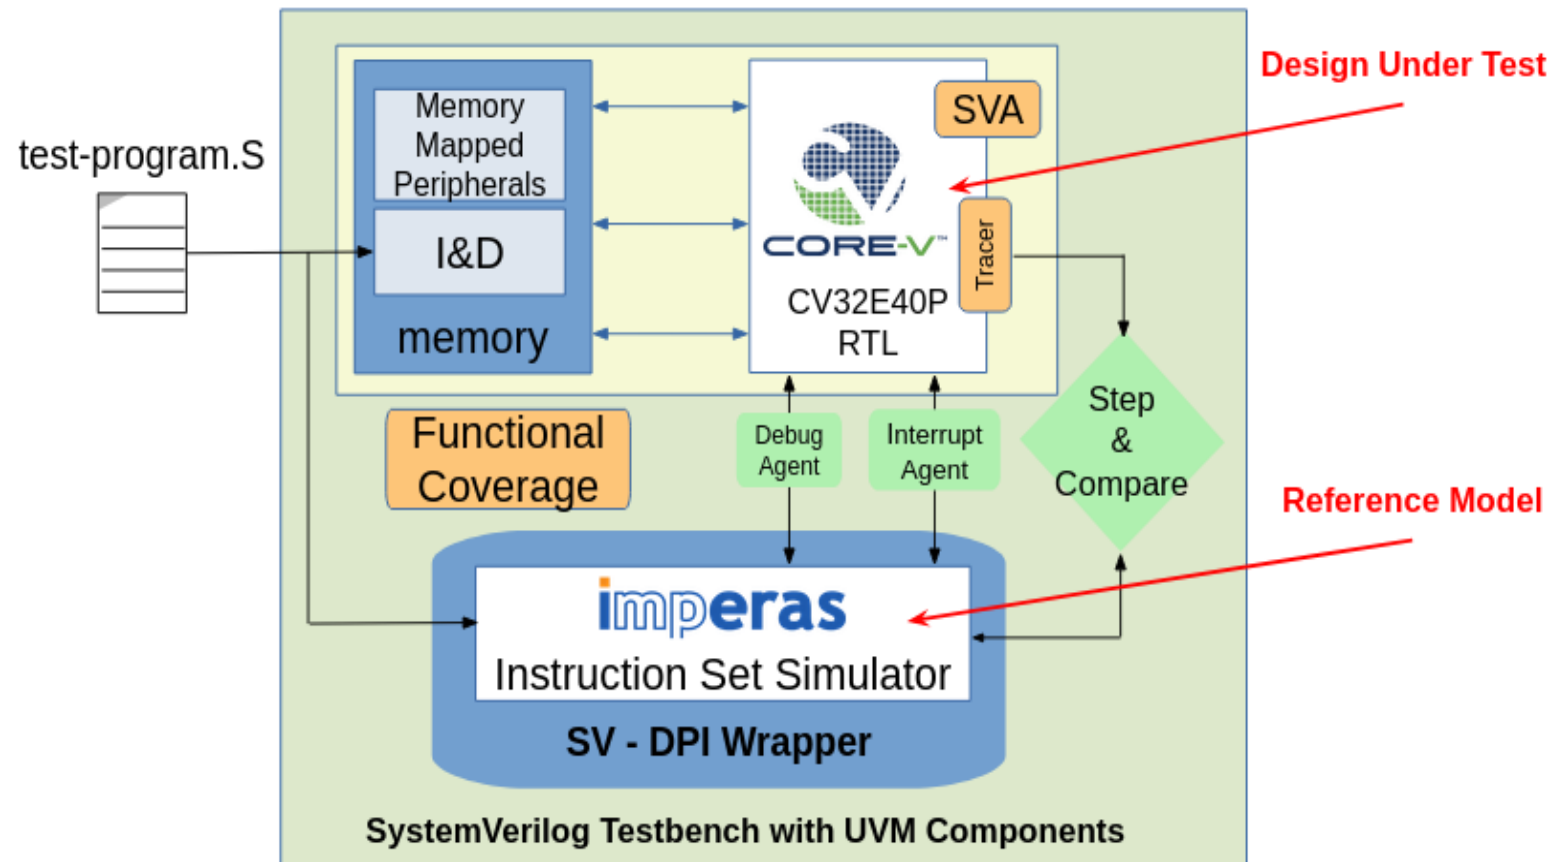 Design Under Test
Memory
Mapped
Peripherals
SVA
test-program.S
I&D
CORE-V™
Tracer
CV32E40P
RTL
memory
Functional
Coverage
Debug
Agent
Interrupt
Agent
Step
&
Compare
Reference Model
imperas
Instruction Set Simulator
SV - DPI Wrapper
SystemVerilog Testbench with UVM Components